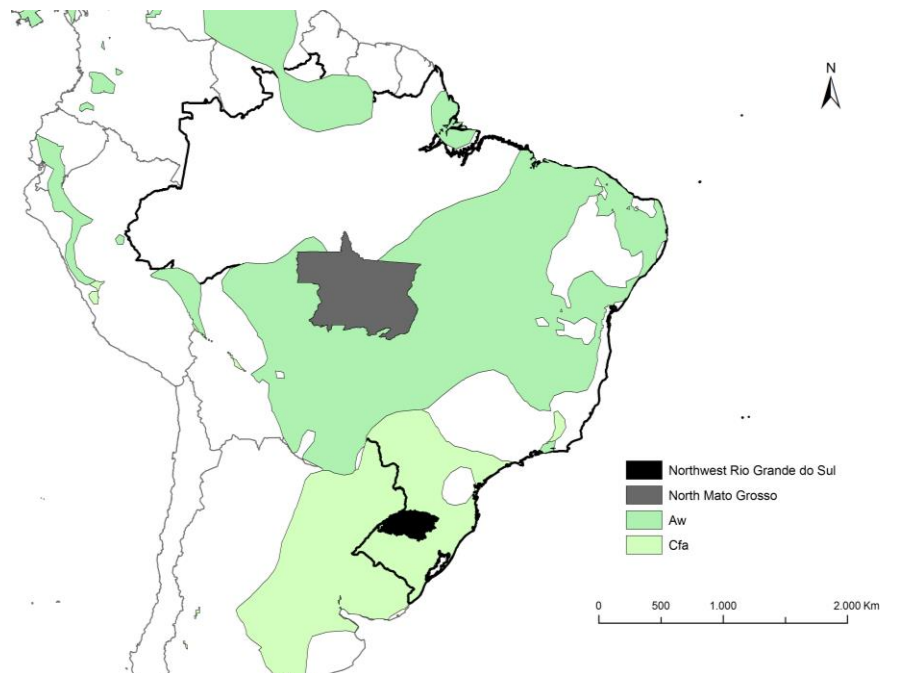 N
Northwest Rio Grande do Sul
North Mato Grosso
Aw
Cfa
0 500 1.000 2.000 Km